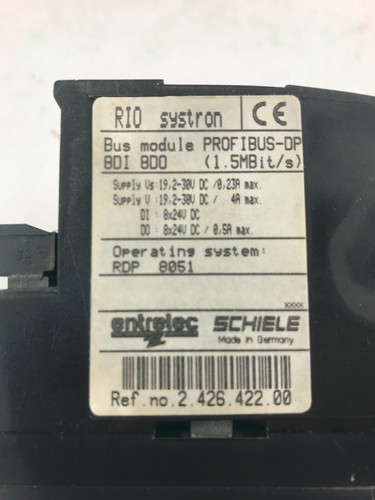 RIO systron CE
Bus module PROFIBUS-DP
8DI 8DO (1.5MBit/s)
Supply Vs:19,2-30V DC /0,23A max.
Supply V :19,2-30V DC / 4A max.
DI : 8x24V DC
DO : 8x24V DC / 0,5A max.
Operating system:
RDP 8051
xxxx
entrelec SCHIELE
Made in Germany
Ref.no.2.426.422.00